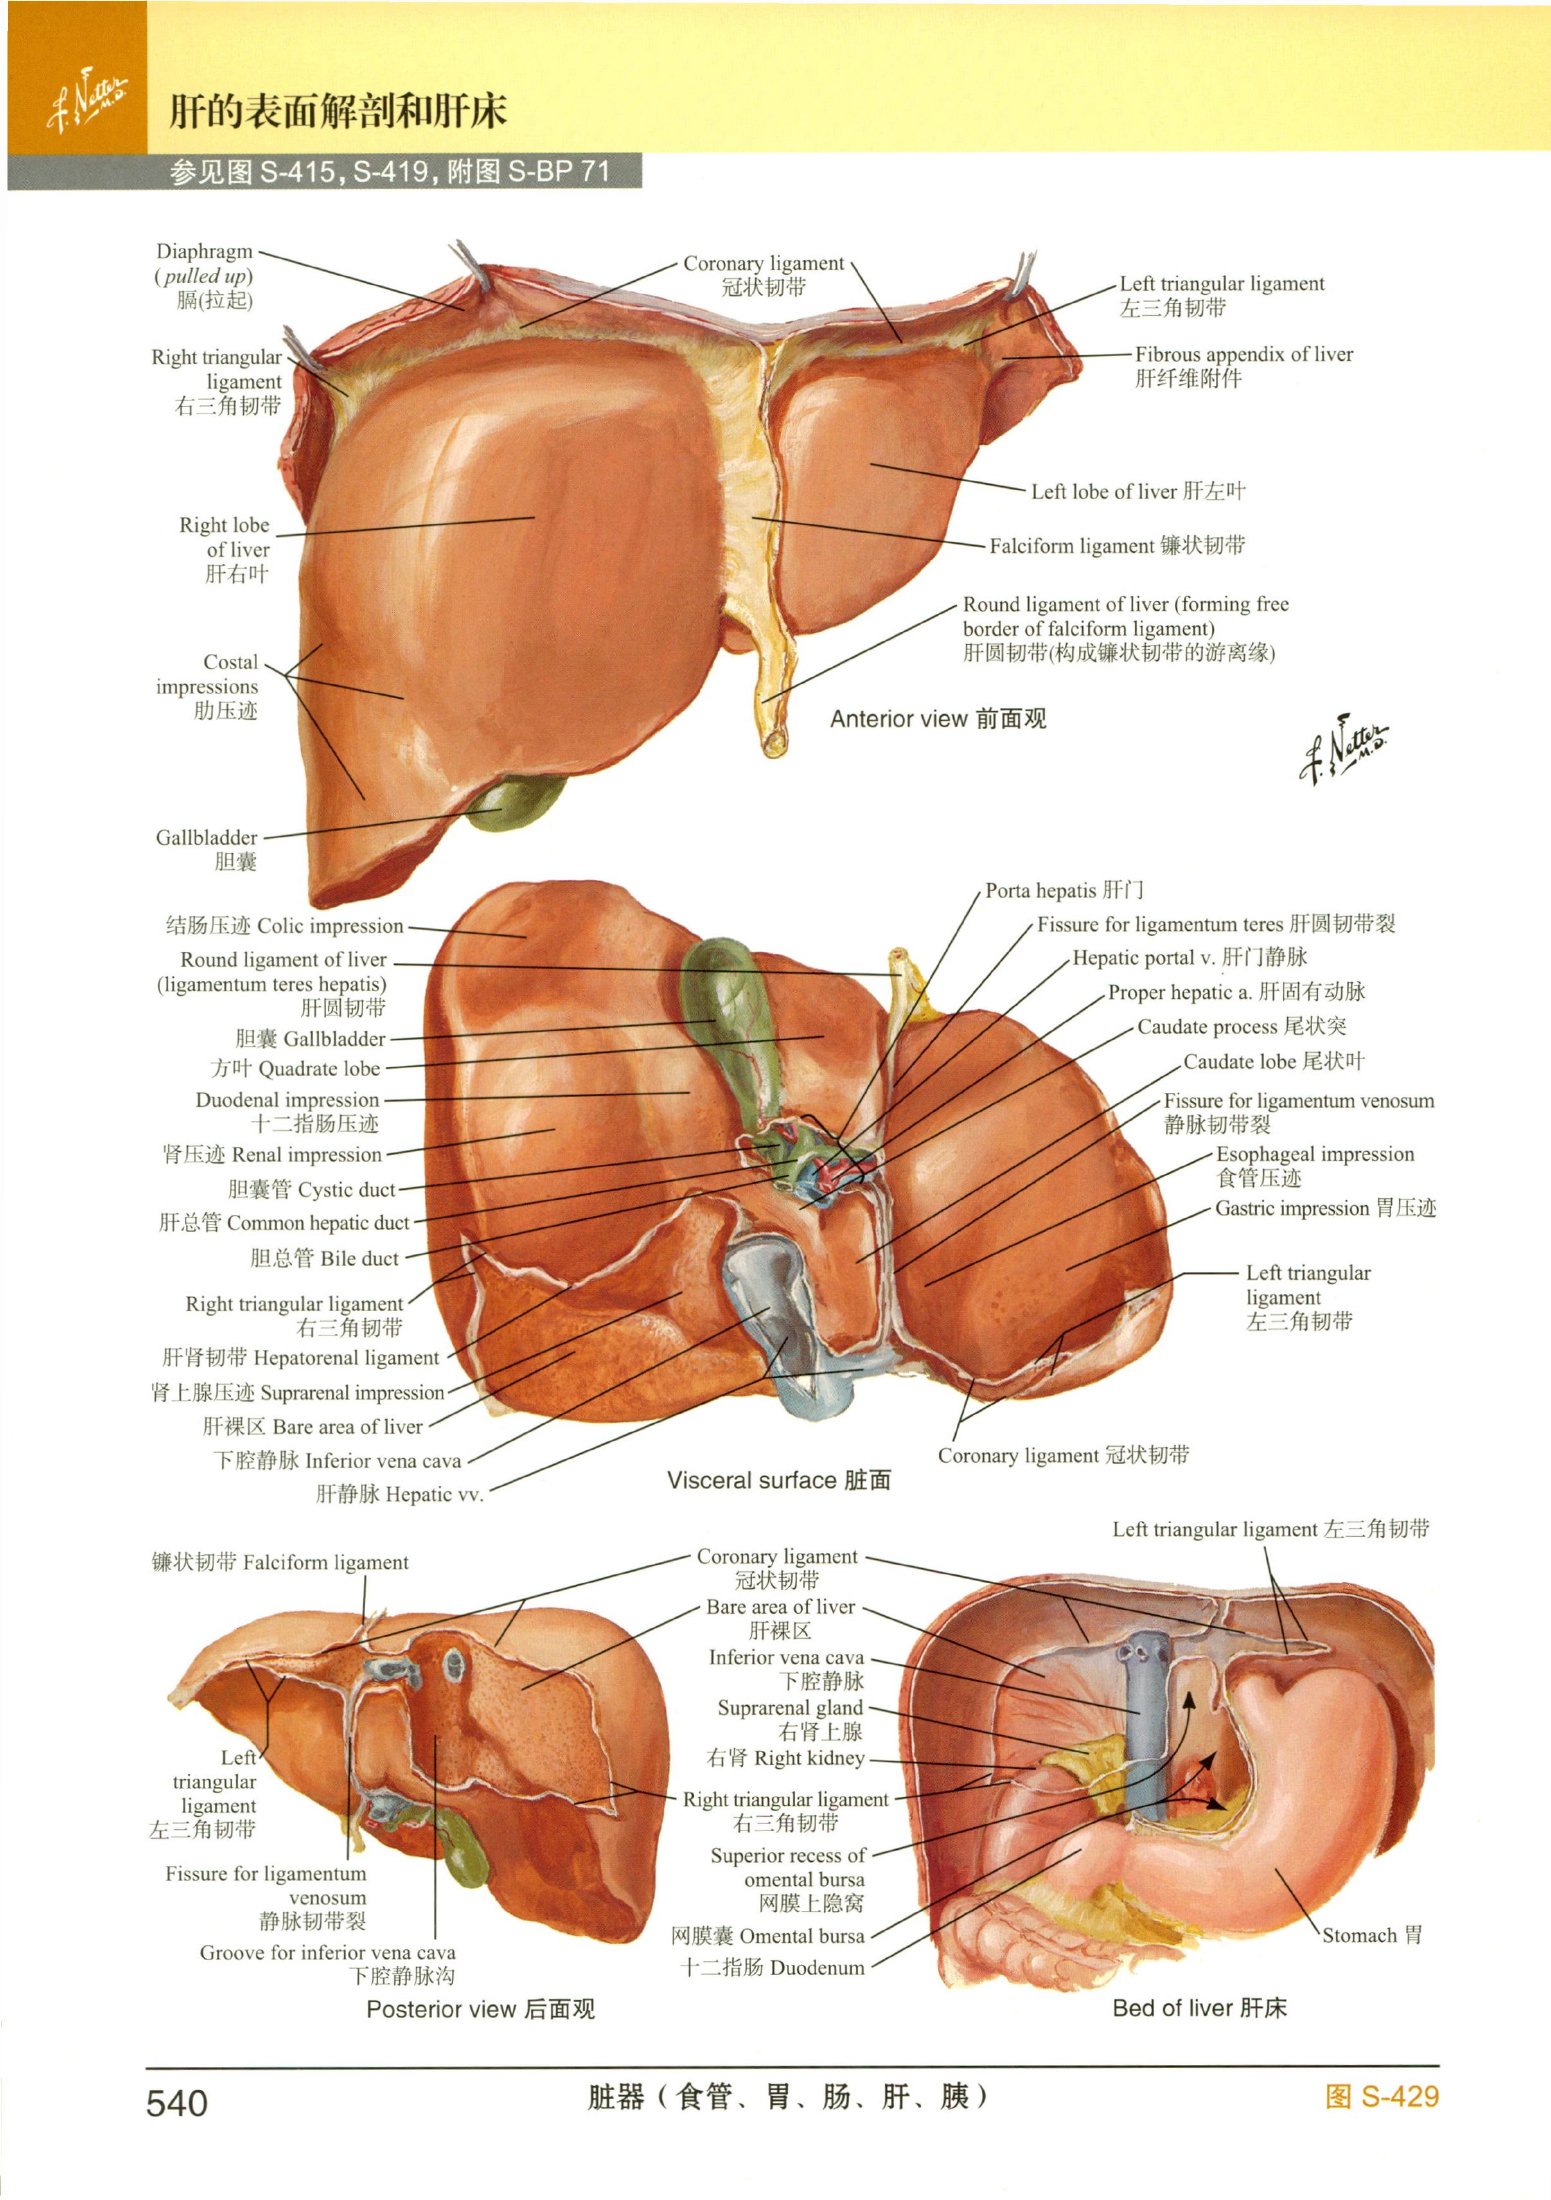 F. Netter M.D.
肝的表面解剖和肝床
参见图 S-415, S-419, 附图 S-BP 71
Diaphragm
(pulled up)
膈(拉起)
Coronary ligament
冠状韧带
Left triangular ligament
左三角韧带
Right triangular
ligament
右三角韧带
Fibrous appendix of liver
肝纤维附件
Left lobe of liver 肝左叶
Right lobe
of liver
肝右叶
Falciform ligament 镰状韧带
Round ligament of liver (forming free
border of falciform ligament)
肝圆韧带(构成镰状韧带的游离缘)
Costal
impressions
肋压迹
Anterior view 前面观
F. Netter M.D.
Gallbladder
胆囊
Porta hepatis 肝门
结肠压迹 Colic impression
Fissure for ligamentum teres 肝圆韧带裂
Round ligament of liver
(ligamentum teres hepatis)
肝圆韧带
Hepatic portal v. 肝门静脉
Proper hepatic a. 肝固有动脉
胆囊 Gallbladder
Caudate process 尾状突
方叶 Quadrate lobe
Caudate lobe 尾状叶
Duodenal impression
十二指肠压迹
Fissure for ligamentum venosum
静脉韧带裂
肾压迹 Renal impression
Esophageal impression
食管压迹
胆囊管 Cystic duct
Gastric impression 胃压迹
肝总管 Common hepatic duct
胆总管 Bile duct
Left triangular
ligament
左三角韧带
Right triangular ligament
右三角韧带
肝肾韧带 Hepatorenal ligament
肾上腺压迹 Suprarenal impression
肝裸区 Bare area of liver
下腔静脉 Inferior vena cava
Coronary ligament 冠状韧带
肝静脉 Hepatic vv.
Visceral surface 脏面
Left triangular ligament 左三角韧带
镰状韧带 Falciform ligament
Coronary ligament
冠状韧带
Bare area of liver
肝裸区
Inferior vena cava
下腔静脉
Suprarenal gland
右肾上腺
右肾 Right kidney
Left
triangular
ligament
左三角韧带
Right triangular ligament
右三角韧带
Superior recess of
omental bursa
网膜上隐窝
Fissure for ligamentum
venosum
静脉韧带裂
网膜囊 Omental bursa
Stomach 胃
Groove for inferior vena cava
下腔静脉沟
十二指肠 Duodenum
Posterior view 后面观
Bed of liver 肝床
540
脏器（食管、胃、肠、肝、胰）
图 S-429